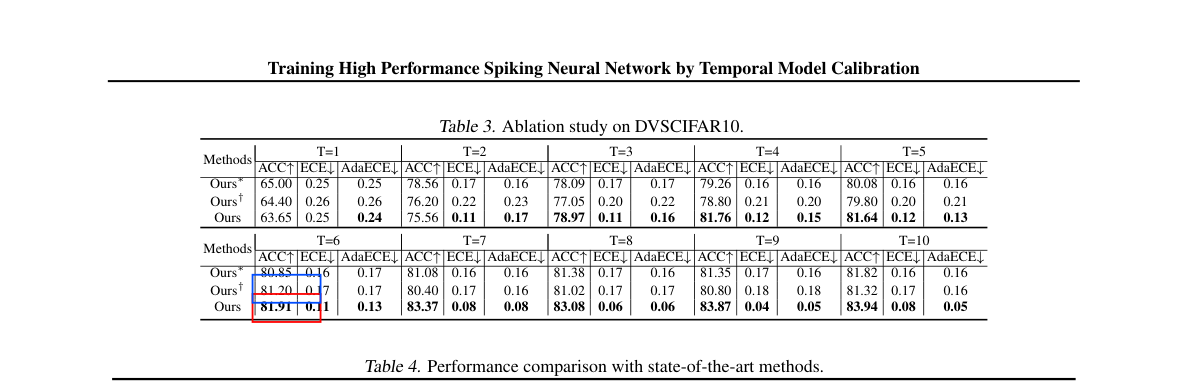 Training High Performance Spiking Neural Network by Temporal Model Calibration
Table 3. Ablation study on DVSCIFAR10.
Methods T=1 T=2 T=3 T=4 T=5
ACC↑ ECE↓ AdaECE↓ ACC↑ ECE↓ AdaECE↓ ACC↑ ECE↓ AdaECE↓ ACC↑ ECE↓ AdaECE↓ ACC↑ ECE↓ AdaECE↓
Ours* 65.00 0.25 0.25 78.56 0.17 0.16 78.09 0.17 0.17 79.26 0.16 0.16 80.08 0.16 0.16
Ours† 64.40 0.26 0.26 76.20 0.22 0.23 77.05 0.20 0.22 78.80 0.21 0.20 79.80 0.20 0.21
Ours 63.65 0.25 0.24 75.56 0.11 0.17 78.97 0.11 0.16 81.76 0.12 0.15 81.64 0.12 0.13
Methods T=6 T=7 T=8 T=9 T=10
ACC↑ ECE↓ AdaECE↓ ACC↑ ECE↓ AdaECE↓ ACC↑ ECE↓ AdaECE↓ ACC↑ ECE↓ AdaECE↓ ACC↑ ECE↓ AdaECE↓
Ours* 80.85 0.16 0.17 81.08 0.16 0.16 81.38 0.17 0.16 81.35 0.17 0.16 81.82 0.16 0.16
Ours† 81.20 0.17 0.17 80.40 0.17 0.16 81.02 0.17 0.17 80.80 0.18 0.18 81.32 0.17 0.16
Ours 81.91 0.11 0.13 83.37 0.08 0.08 83.08 0.06 0.06 83.87 0.04 0.05 83.94 0.08 0.05
Table 4. Performance comparison with state-of-the-art methods.